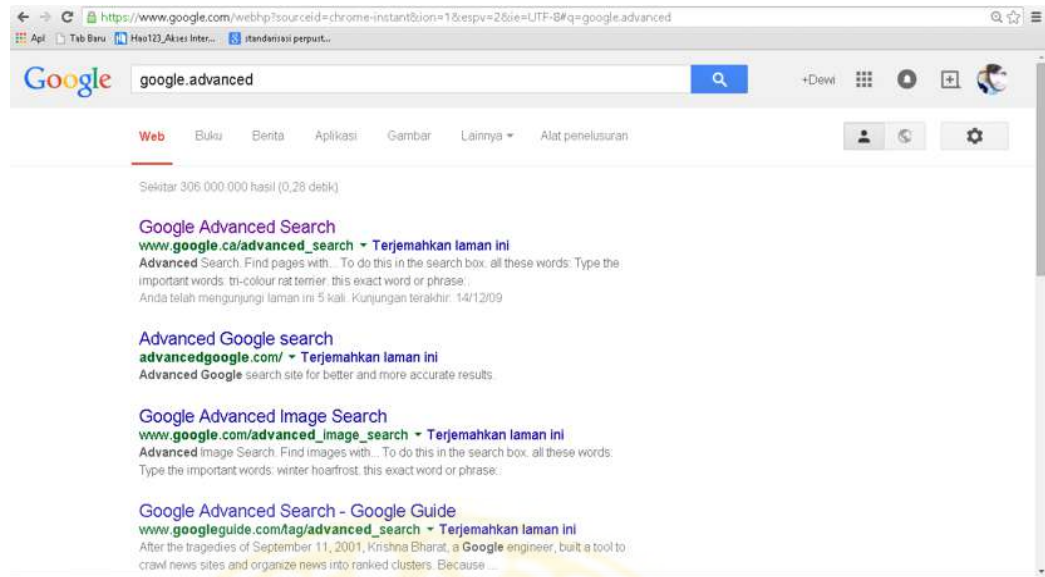 https://www.google.com/webhp?sourceid=chrome-instant&ion=1&espv=2&ie=UTF-8#q=google.advanced
Apl Tab Baru Hao123_Akses Inter... standarisasi perpust...
Google google.advanced +Dewi
Web Buku Berita Aplikasi Gambar Lainnya Alat penelusuran
Sekitar 306.000.000 hasil (0,28 detik)
Google Advanced Search
www.google.ca/advanced_search Terjemahkan laman ini
Advanced Search. Find pages with... To do this in the search box. all these words: Type the
important words: tri-colour rat terrier. this exact word or phrase:.
Anda telah mengunjungi laman ini 5 kali. Kunjungan terakhir: 14/12/09
Advanced Google search
advancedgoogle.com/ Terjemahkan laman ini
Advanced Google search site for better and more accurate results.
Google Advanced Image Search
www.google.com/advanced_image_search Terjemahkan laman ini
Advanced Image Search. Find images with... To do this in the search box. all these words:
Type the important words: winter hoarfrost. this exact word or phrase:.
Google Advanced Search - Google Guide
www.googleguide.com/tag/advanced_search Terjemahkan laman ini
After the tragedies of September 11, 2001, Krishna Bharat, a Google engineer, built a tool to
crawl news sites and organize news into ranked clusters. Because ...